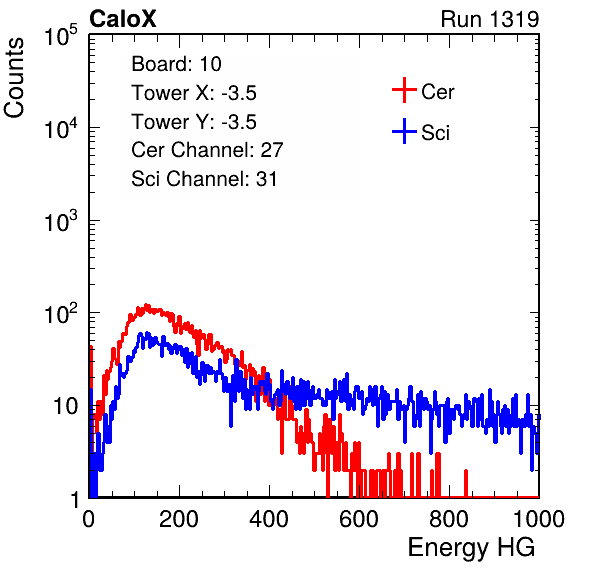 CaloX Run 1319
Counts
10^5
10^4
10^3
10^2
10
1
Board: 10
Tower X: -3.5
Tower Y: -3.5
Cer Channel: 27
Sci Channel: 31
Cer
Sci
0 200 400 600 800 1000
Energy HG